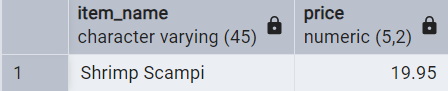 item_name price
character varying (45) numeric (5,2)
1 Shrimp Scampi 19.95